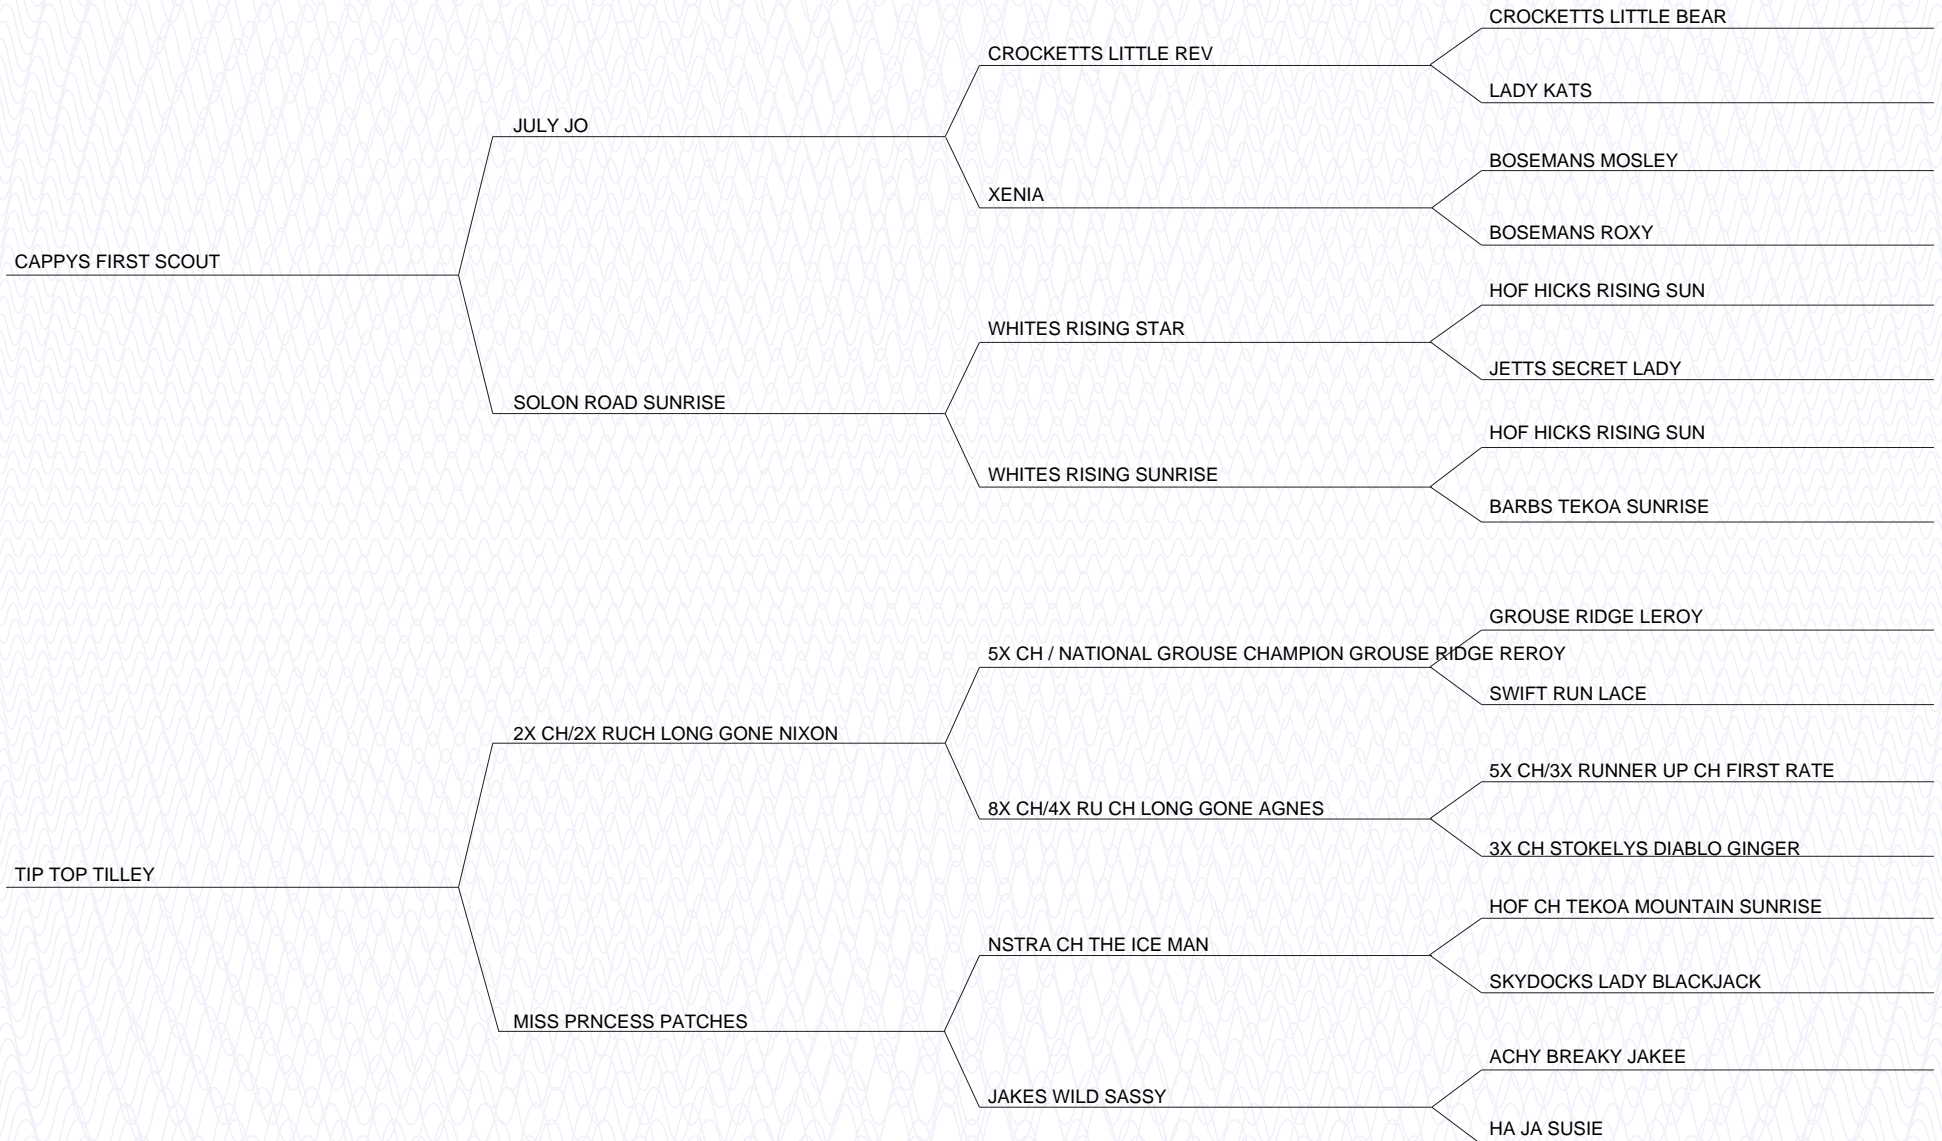 CROCKETTS LITTLE BEAR
CROCKETTS LITTLE REV
LADY KATS
JULY JO
BOSEMANS MOSLEY
XENIA
BOSEMANS ROXY
CAPPYS FIRST SCOUT
HOF HICKS RISING SUN
WHITES RISING STAR
JETTS SECRET LADY
SOLON ROAD SUNRISE
HOF HICKS RISING SUN
WHITES RISING SUNRISE
BARBS TEKOA SUNRISE
GROUSE RIDGE LEROY
5X CH / NATIONAL GROUSE CHAMPION GROUSE RIDGE REROY
SWIFT RUN LACE
2X CH/2X RUCH LONG GONE NIXON
5X CH/3X RUNNER UP CH FIRST RATE
8X CH/4X RU CH LONG GONE AGNES
3X CH STOKELYS DIABLO GINGER
TIP TOP TILLEY
HOF CH TEKOA MOUNTAIN SUNRISE
NSTRA CH THE ICE MAN
SKYDOCKS LADY BLACKJACK
MISS PRNCESS PATCHES
ACHY BREAKY JAKEE
JAKES WILD SASSY
HA JA SUSIE